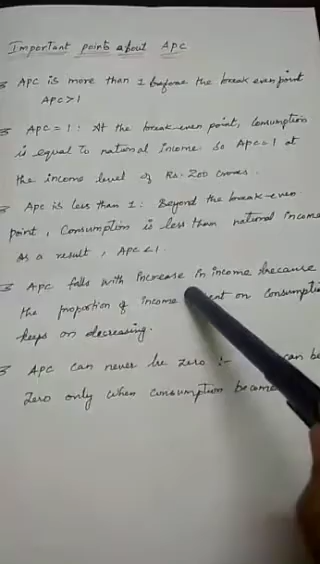 Important points about APC
APC is more than 1 before the break even point
APC>1
APC = 1 : At the break-even point, Consumption
is equal to national Income so APC=1 at
the income level of Rs. 200 crores.
APC is less than 1 : Beyond the break-even
point, Consumption is less than national income
As a result, APC<1.
APC falls with increase in income because
the proportion of income on Consumpti
keeps on decreasing.
APC can never be zero :- can be
Zero only when consumption become